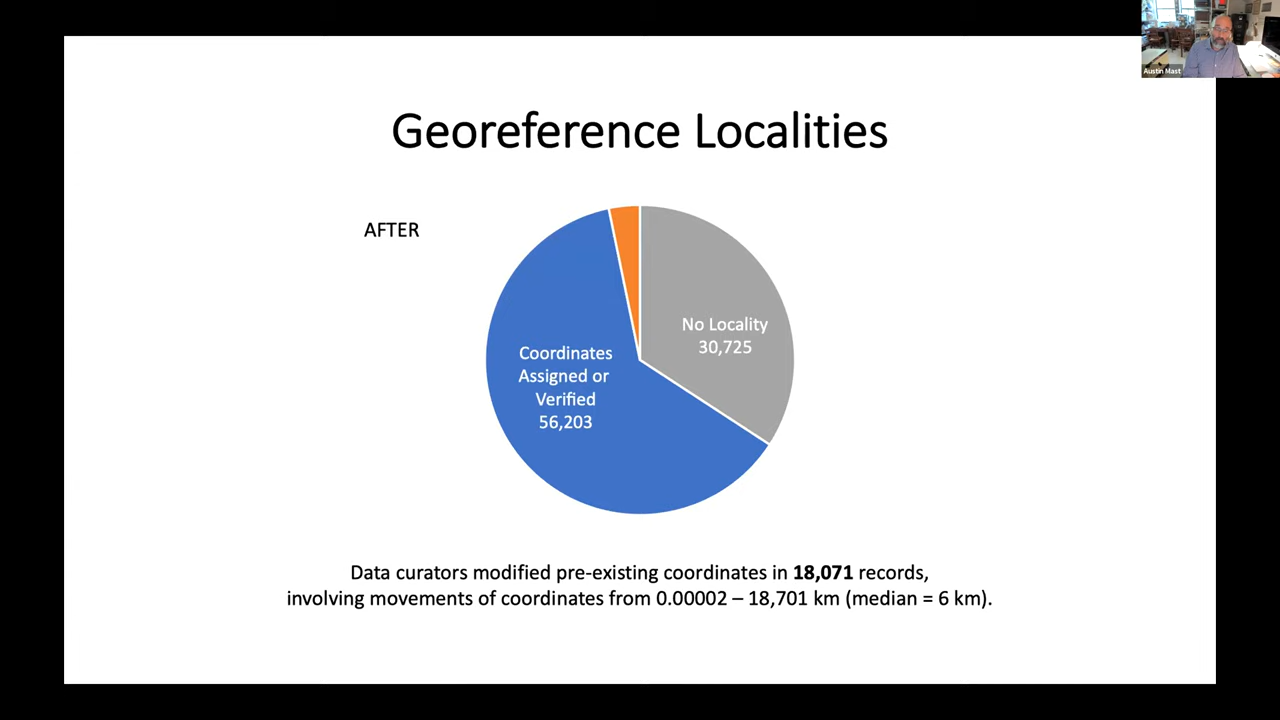 Austin Mast
Georeference Localities
AFTER
No Locality
30,725
Coordinates
Assigned or
Verified
56,203
Data curators modified pre-existing coordinates in 18,071 records,
involving movements of coordinates from 0.00002 – 18,701 km (median = 6 km).